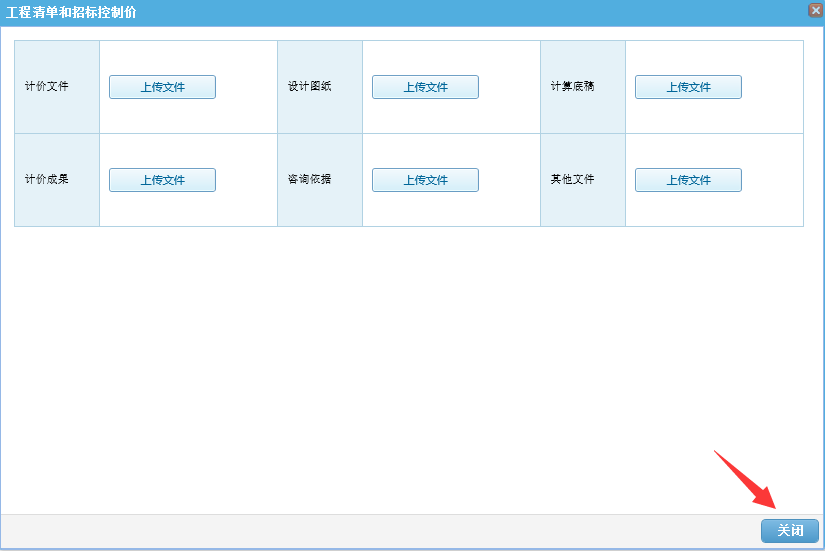 工程清单和招标控制价
计价文件 上传文件 设计图纸 上传文件 计算底稿 上传文件
计价成果 上传文件 咨询依据 上传文件 其他文件 上传文件
关闭